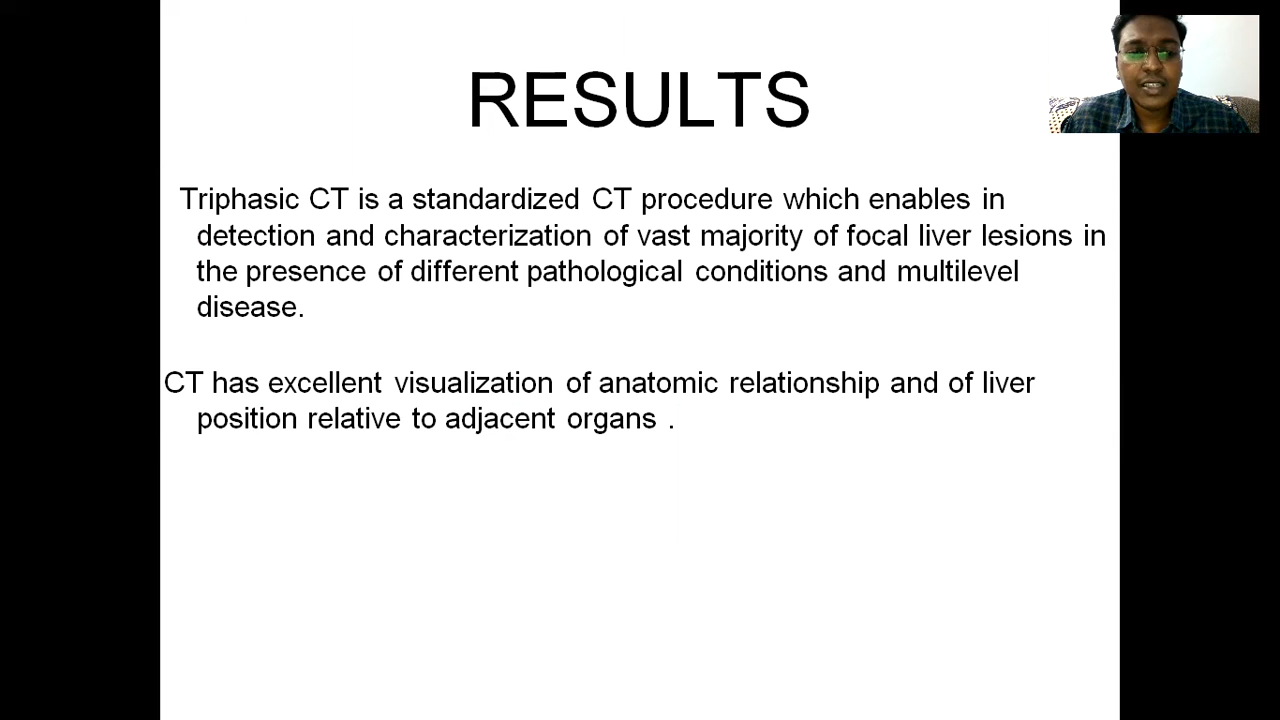 RESULTS
Triphasic CT is a standardized CT procedure which enables in
detection and characterization of vast majority of focal liver lesions in
the presence of different pathological conditions and multilevel
disease.
CT has excellent visualization of anatomic relationship and of liver
position relative to adjacent organs .